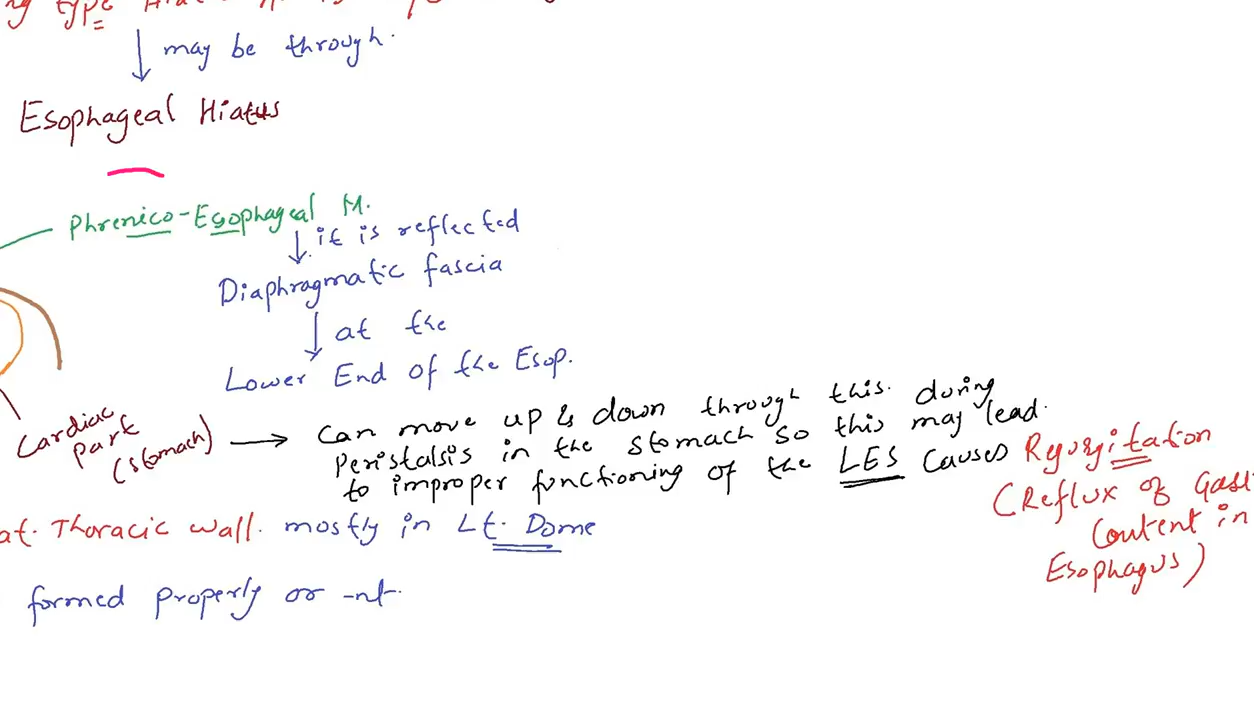 type
may be through.
Esophageal Hiatus
Phrenico-Esophageal M.
it is reflected
Diaphragmatic fascia
at the
Lower End of the Esop.
Cardiac
Part
(stomach)
can move up & down through this. during
Peristalsis in the stomach so this may lead.
to improper functioning of the LES causes Regurgitation
(Reflux of Gast
Content in
Esophagus)
at. Thoracic wall. mostly in Lt. Dome
formed properly or -nt.